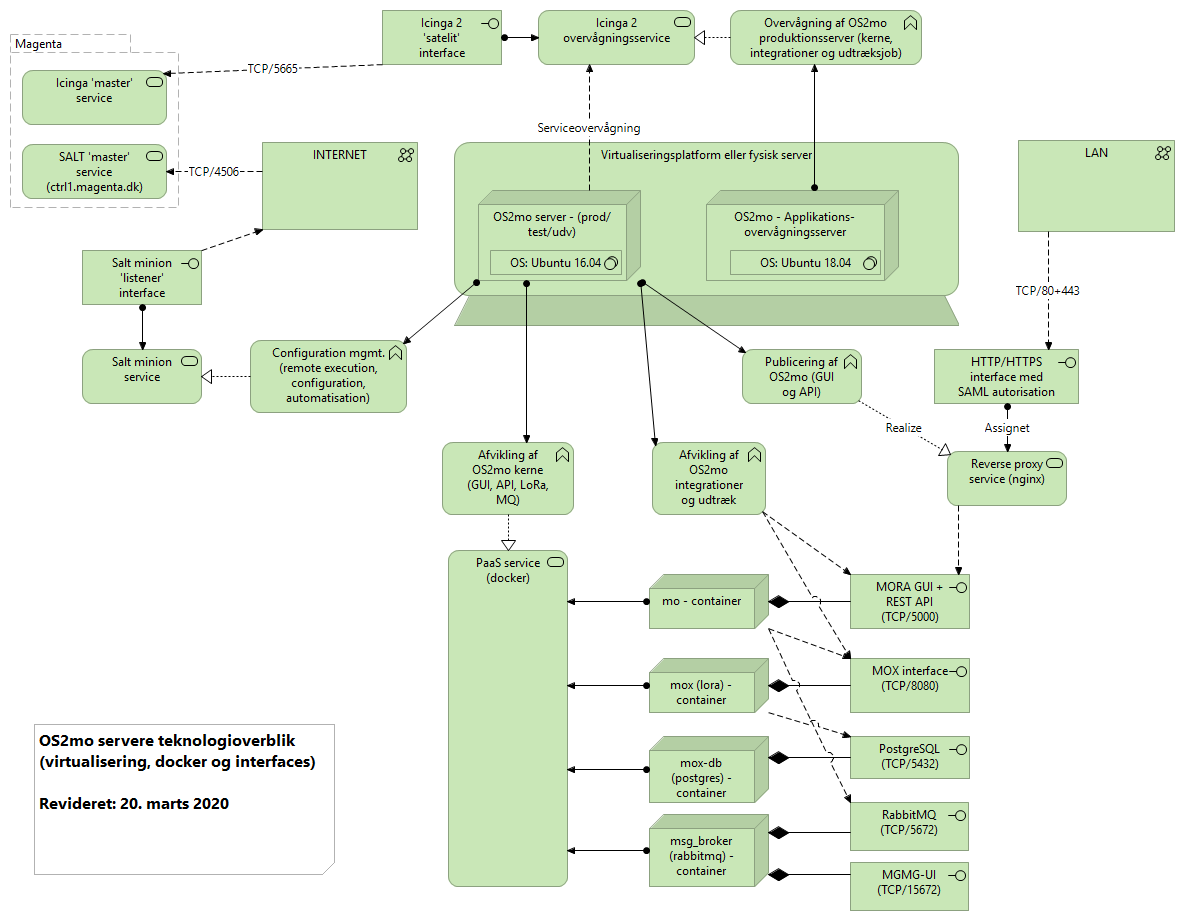 Icinga 2
'satelit'
interface
Icinga 2
overvågningsservice
Overvågning af OS2mo
produktionsserver (kerne,
integrationer og udtræksjob)
Magenta
TCP/5665
Icinga 'master'
service
Serviceovervågning
SALT 'master'
service
(ctrl1.magenta.dk)
TCP/4506
INTERNET
Virtualiseringsplatform eller fysisk server
LAN
OS2mo server - (prod/
test/udv)
OS: Ubuntu 16.04
OS2mo - Applikations-
overvågningsserver
OS: Ubuntu 18.04
Salt minion
'listener'
interface
TCP/80+443
Salt minion
service
Configuration mgmt.
(remote execution,
configuration,
automatisation)
Publicering af
OS2mo (GUI
og API)
HTTP/HTTPS
interface med
SAML autorisation
Realize
Assignet
Afvikling af
OS2mo kerne
(GUI, API, LoRa,
MQ)
Afvikling af
OS2mo
integrationer
og udtræk
Reverse proxy
service (nginx)
PaaS service
(docker)
mo - container
MORA GUI +
REST API
(TCP/5000)
mox (lora) -
container
MOX interface
(TCP/8080)
mox-db
(postgres) -
container
PostgreSQL
(TCP/5432)
msg_broker
(rabbitmq) -
container
RabbitMQ
(TCP/5672)
MGMG-UI
(TCP/15672)
OS2mo servere teknologioverblik
(virtualisering, docker og interfaces)
Revideret: 20. marts 2020